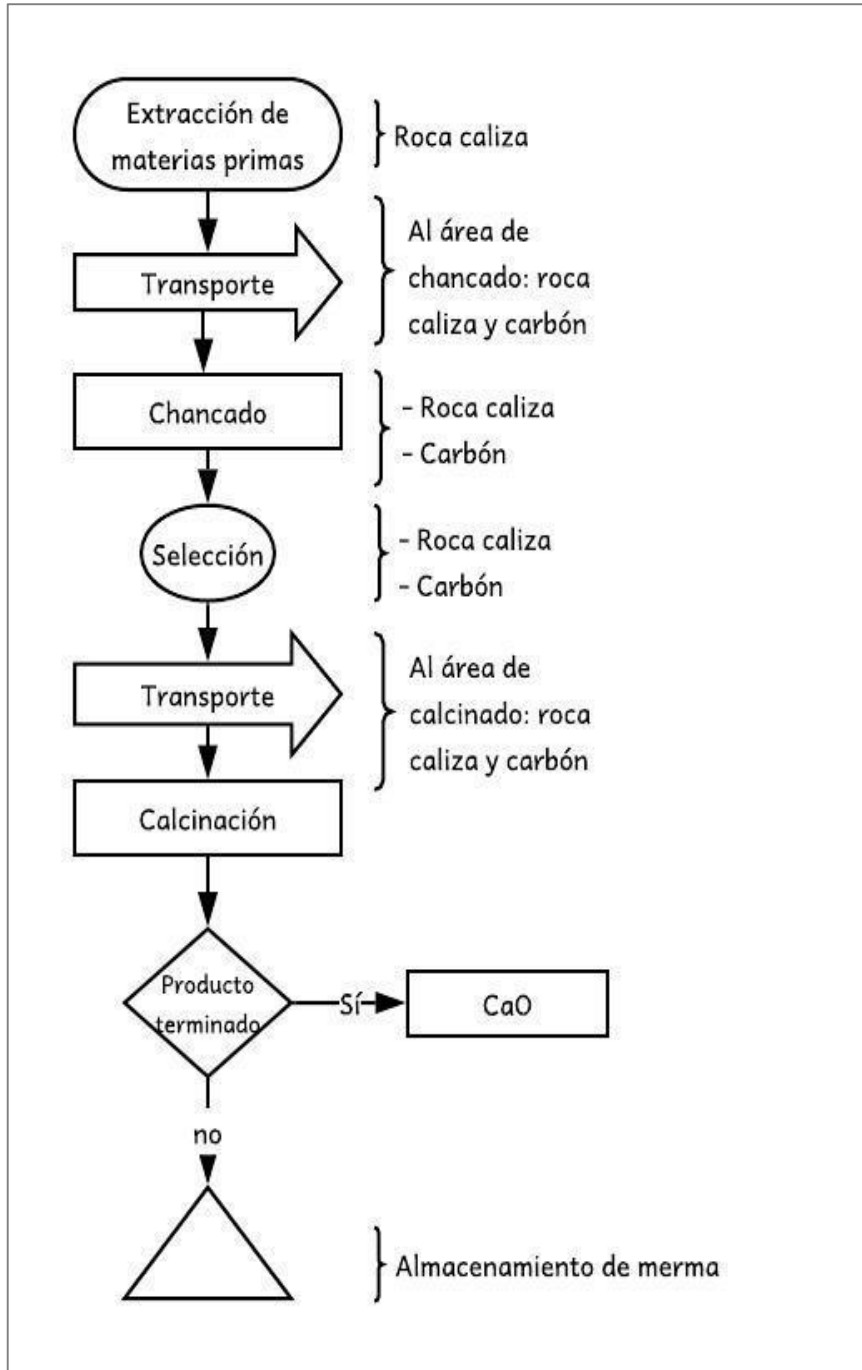 Extracción de
materias primas
Roca caliza
Transporte
Al área de
chancado: roca
caliza y carbón
Chancado
- Roca caliza
- Carbón
Selección
- Roca caliza
- Carbón
Transporte
Al área de
calcinado: roca
caliza y carbón
Calcinación
Producto
terminado
Sí
CaO
no
Almacenamiento de merma